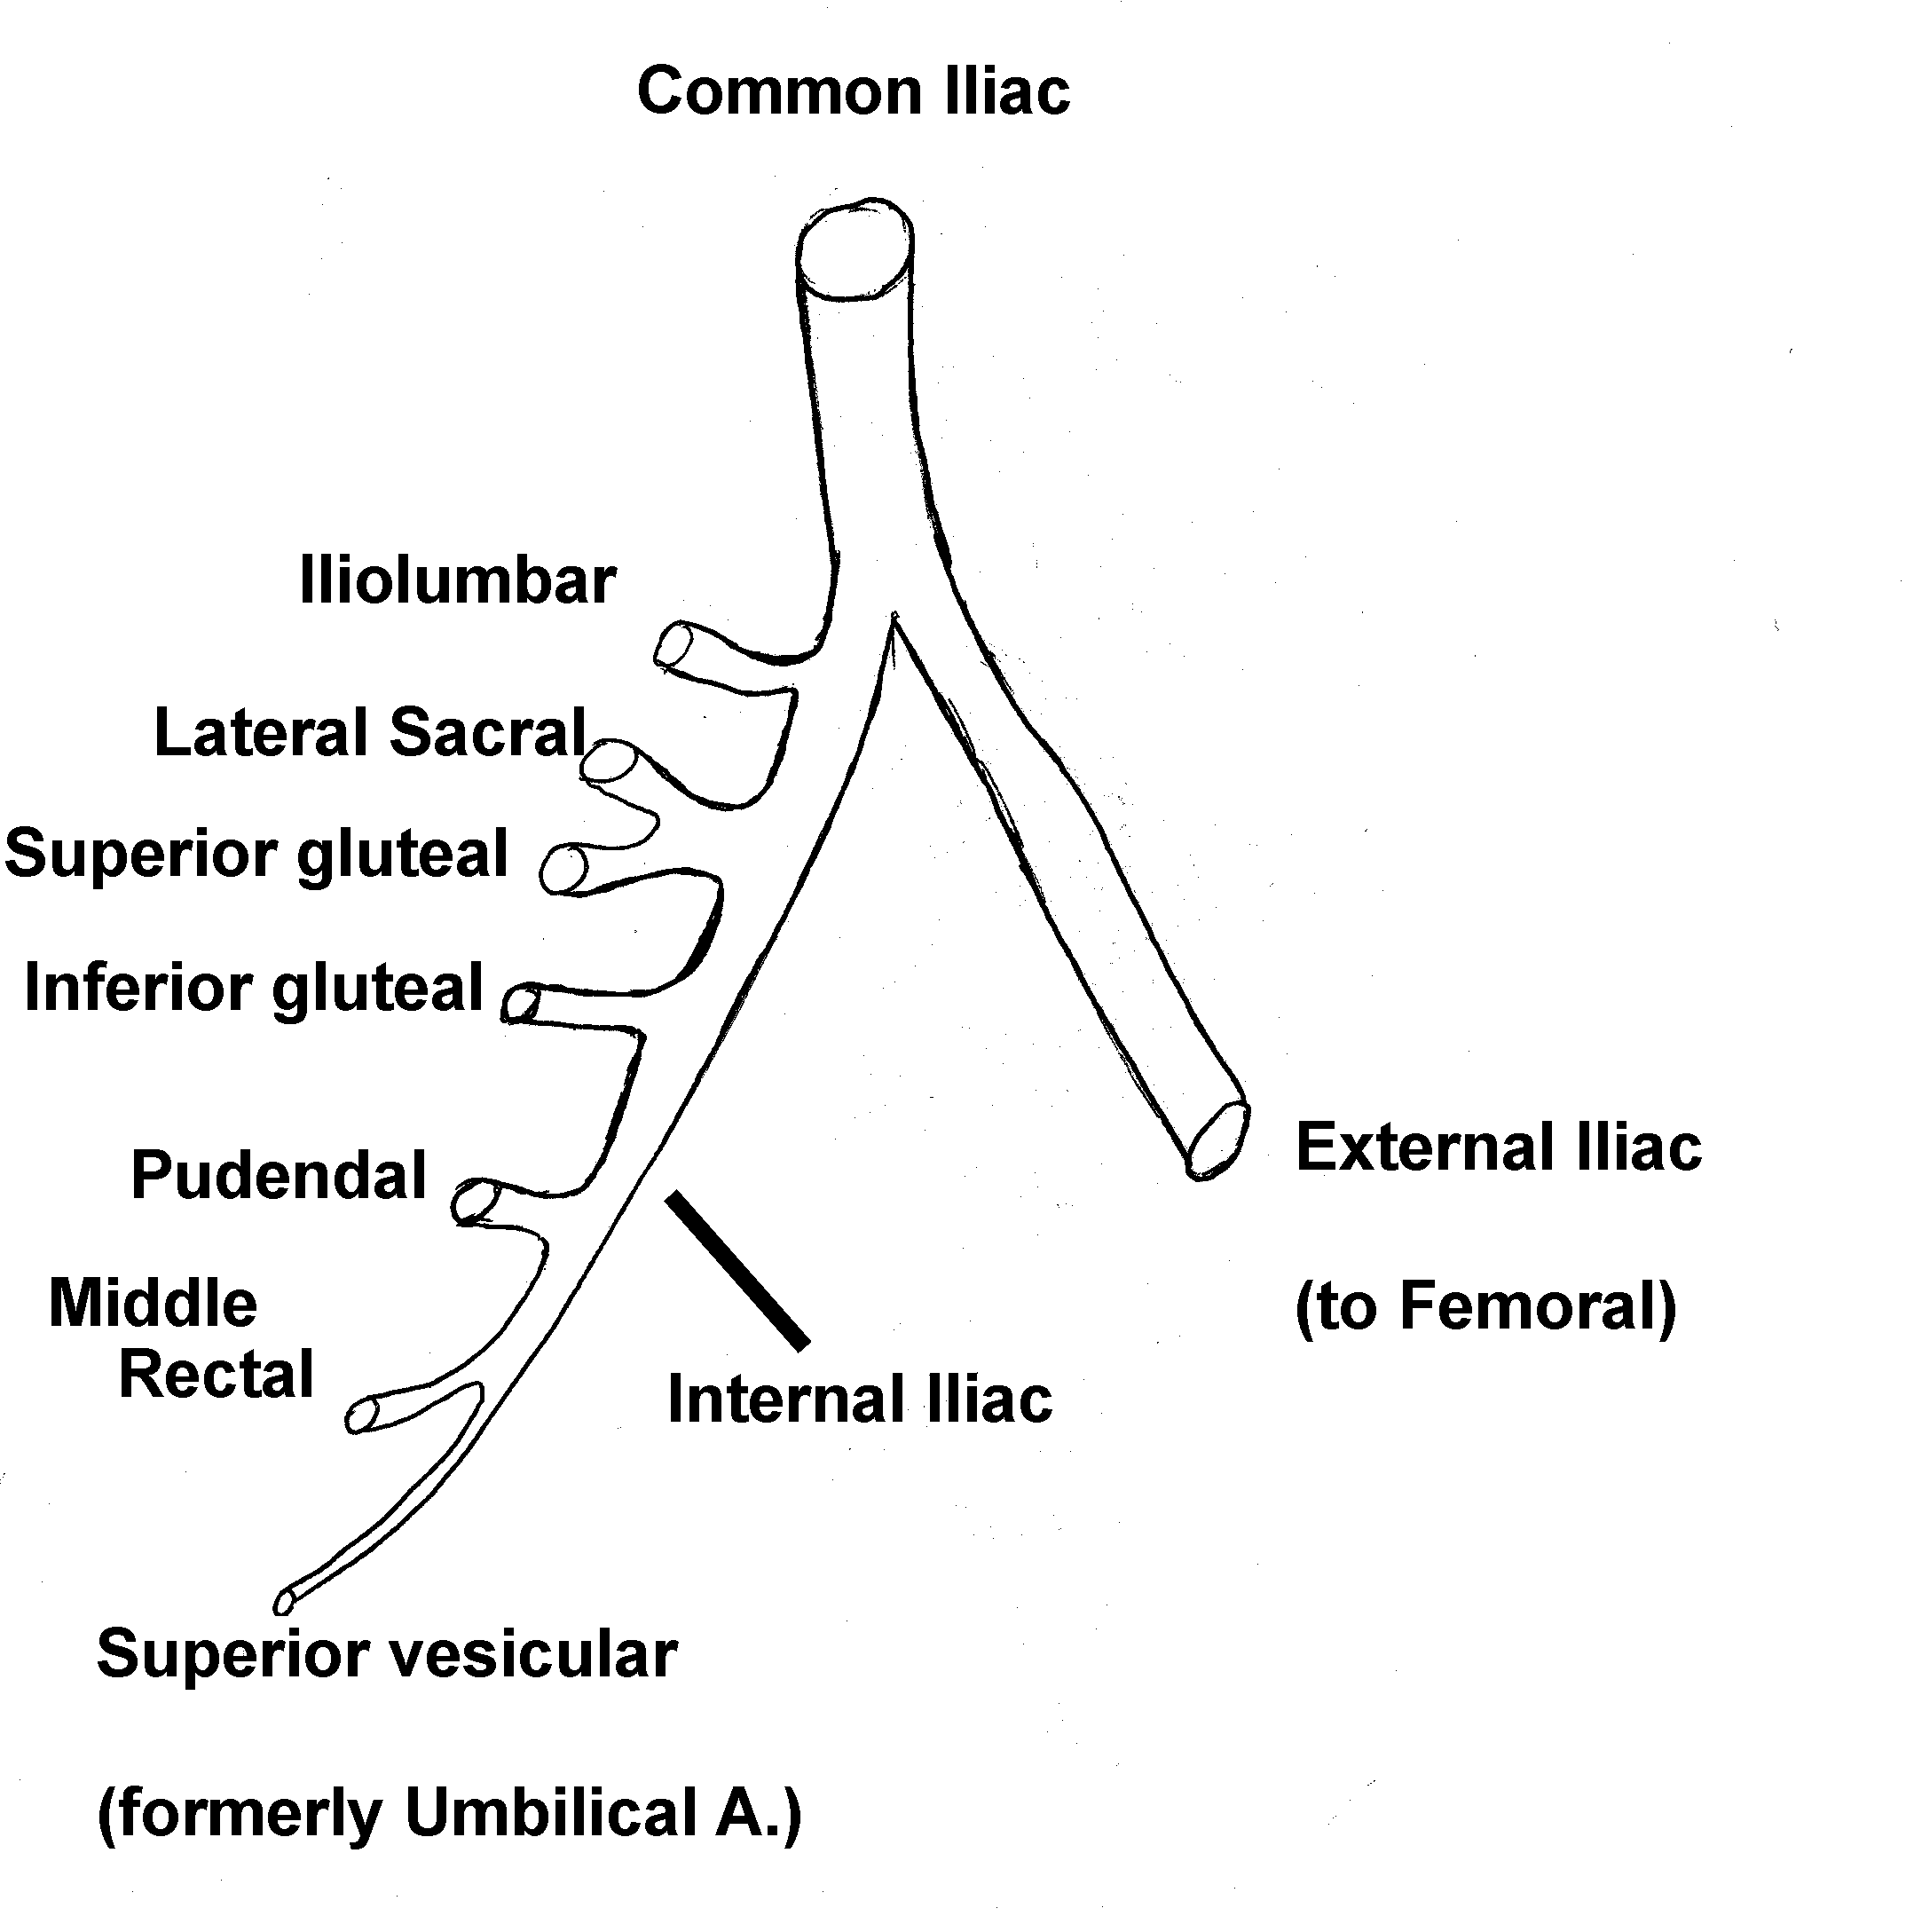 Common Iliac
Iliolumbar
Lateral Sacral
Superior gluteal
Inferior gluteal
Pudendal
External Iliac
(to Femoral)
Middle
Rectal
Internal Iliac
Superior vesicular
(formerly Umbilical A.)